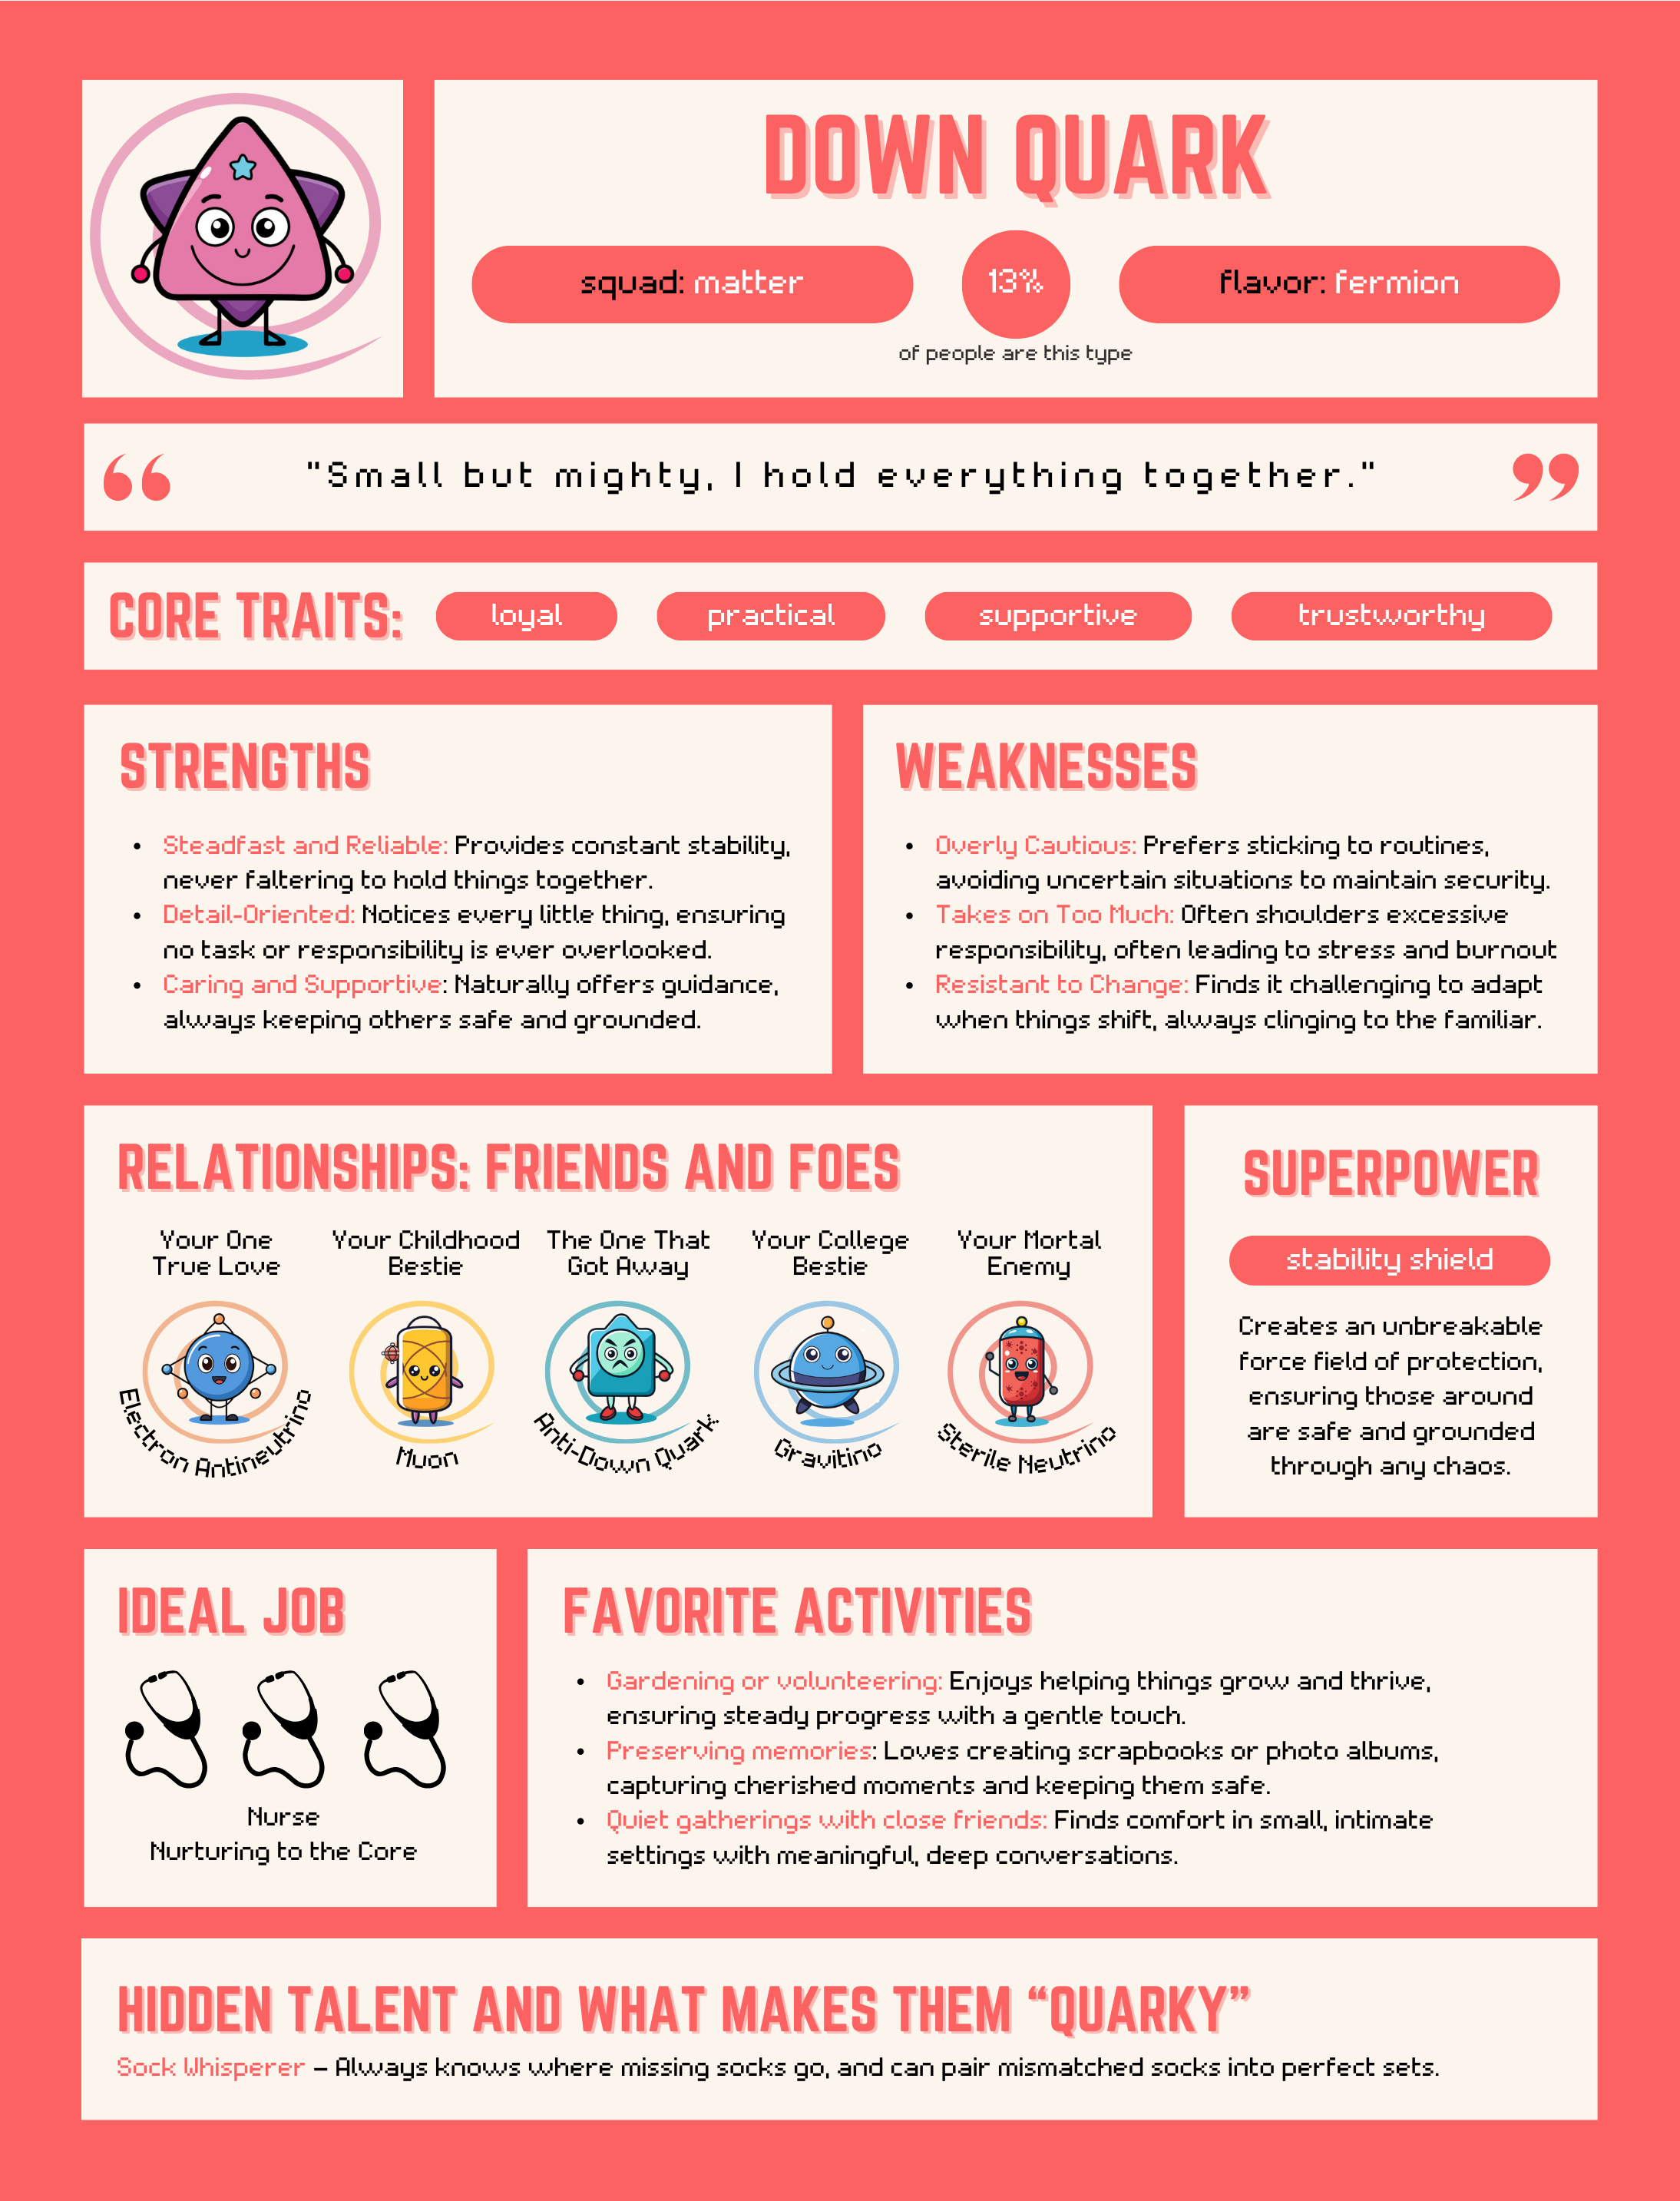 DOWN QUARK
squad: matter
13%
flavor: fermion
of people are this type
"Small but mighty, I hold everything together."
CORE TRAITS:
loyal
practical
supportive
trustworthy
STRENGTHS
• Steadfast and Reliable: Provides constant stability,
never faltering to hold things together.
• Detail-Oriented: Notices every little thing, ensuring
no task or responsibility is ever overlooked.
• Caring and Supportive: Naturally offers guidance,
always keeping others safe and grounded.
WEAKNESSES
• Overly Cautious: Prefers sticking to routines,
avoiding uncertain situations to maintain security.
• Takes on Too Much: Often shoulders excessive
responsibility, often leading to stress and burnout
• Resistant to Change: Finds it challenging to adapt
when things shift, always clinging to the familiar.
RELATIONSHIPS: FRIENDS AND FOES
Your One
True Love
Electron Antineutrino
Your Childhood
Bestie
Muon
The One That
Got Away
Anti-Down Quark
Your College
Bestie
Gravitino
Your Mortal
Enemy
Sterile Neutrino
SUPERPOWER
stability shield
Creates an unbreakable
force field of protection,
ensuring those around
are safe and grounded
through any chaos.
IDEAL JOB
Nurse
Nurturing to the Core
FAVORITE ACTIVITIES
• Gardening or volunteering: Enjoys helping things grow and thrive,
ensuring steady progress with a gentle touch.
• Preserving memories: Loves creating scrapbooks or photo albums,
capturing cherished moments and keeping them safe.
• Quiet gatherings with close friends: Finds comfort in small, intimate
settings with meaningful, deep conversations.
HIDDEN TALENT AND WHAT MAKES THEM “QUARKY”
Sock Whisperer – Always knows where missing socks go, and can pair mismatched socks into perfect sets.